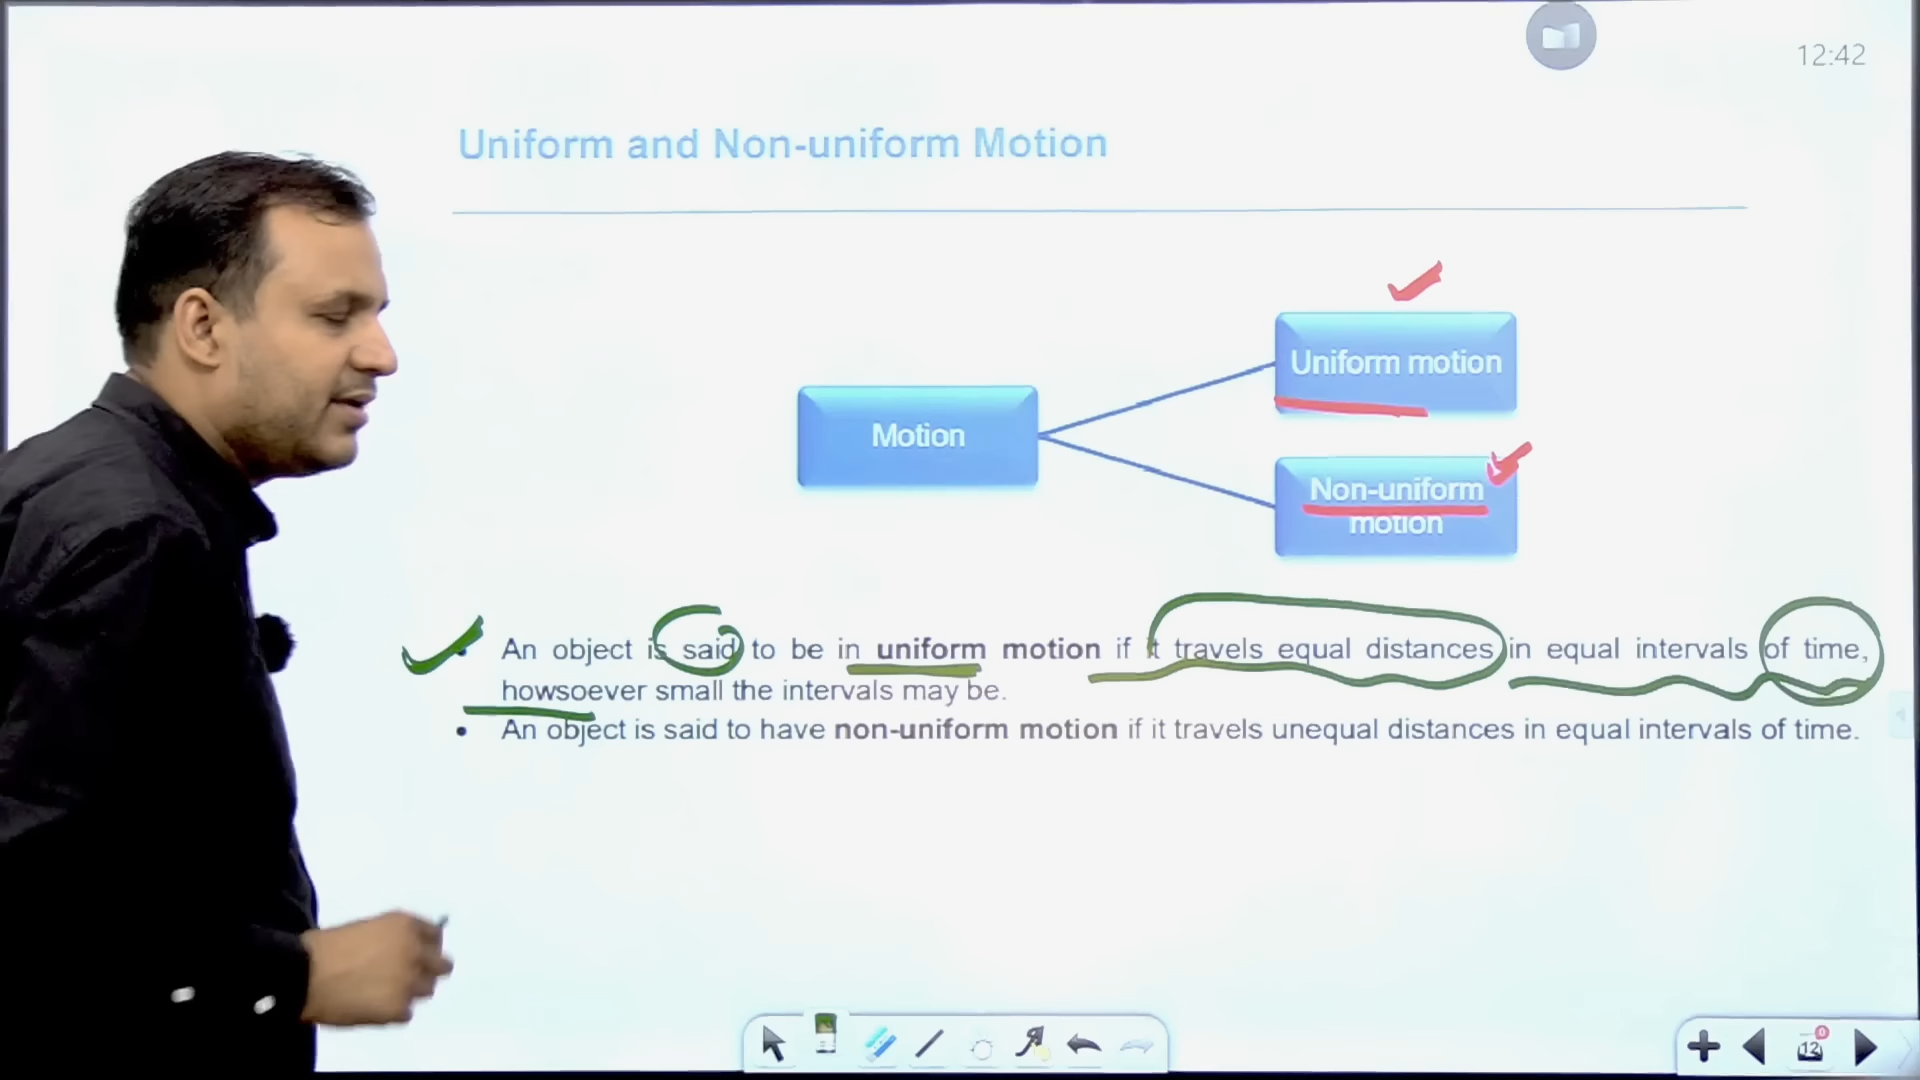 12:42
Uniform and Non-uniform Motion
Uniform motion
Motion
Non-uniform
motion
• An object is said to be in uniform motion if it travels equal distances in equal intervals of time,
howsoever small the intervals may be.
• An object is said to have non-uniform motion if it travels unequal distances in equal intervals of time.
0
12